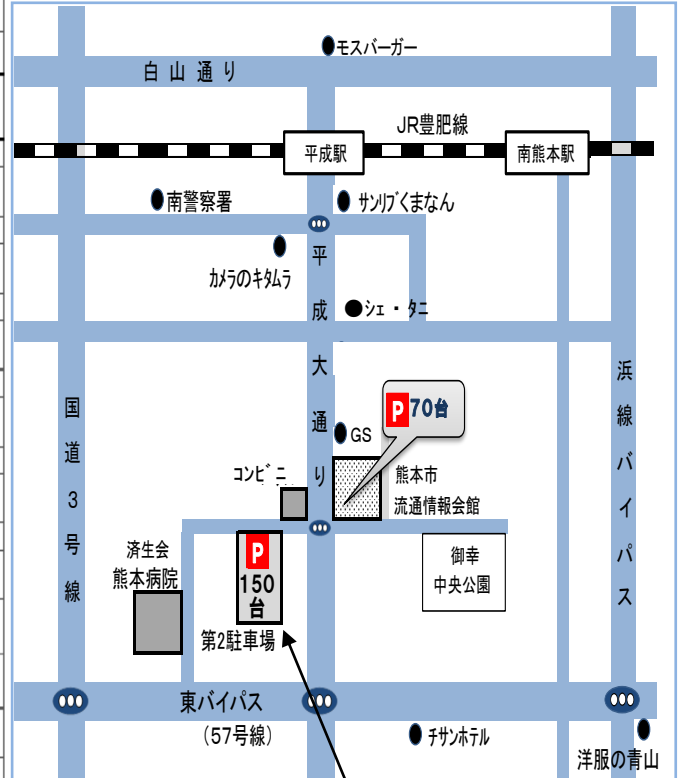 モスバーガー
白山通り
JR豊肥線
平成駅
南熊本駅
南警察署
サンリブくまなん
カメラのキタムラ
平成大通り
シェ・タニ
浜線バイパス
国道3号線
P 70台
GS
コンビニ
熊本市
流通情報会館
済生会
熊本病院
P
150
台
第2駐車場
御幸
中央公園
東バイパス
(57号線)
チサンホテル
洋服の青山